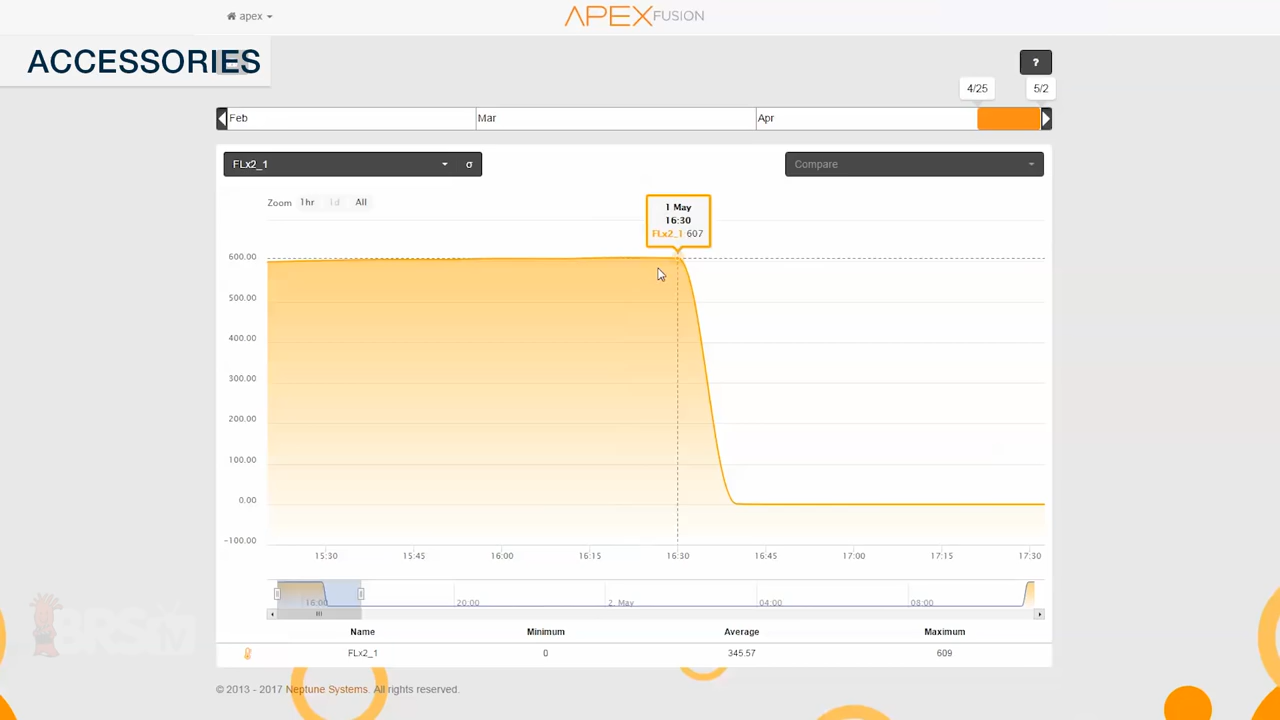 apex
APEX FUSION
ACCESSORIES
?
4/25 5/2
Feb Mar Apr
FLx2_1 σ Compare
Zoom 1hr 1d All
1 May
16:30
FLx2_1 607
600.00
500.00
400.00
300.00
200.00
100.00
0.00
-100.00
15:30 15:45 16:00 16:15 16:30 16:45 17:00 17:15 17:30
16:00 20:00 2. May 04:00 08:00
Name Minimum Average Maximum
FLx2_1 0 345.57 609
BRStv
© 2013 - 2017 Neptune Systems. All rights reserved.